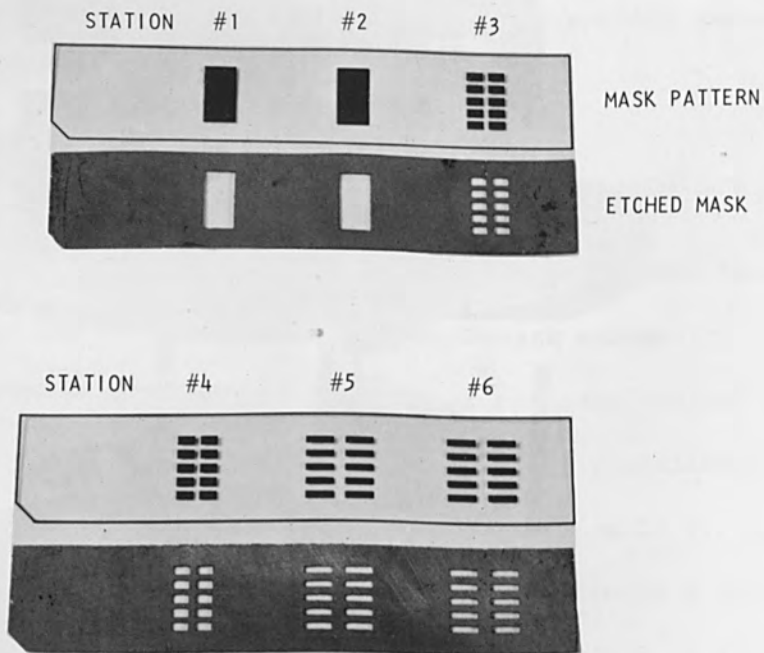 STATION #1 #2 #3
MASK PATTERN
ETCHED MASK
STATION #4 #5 #6